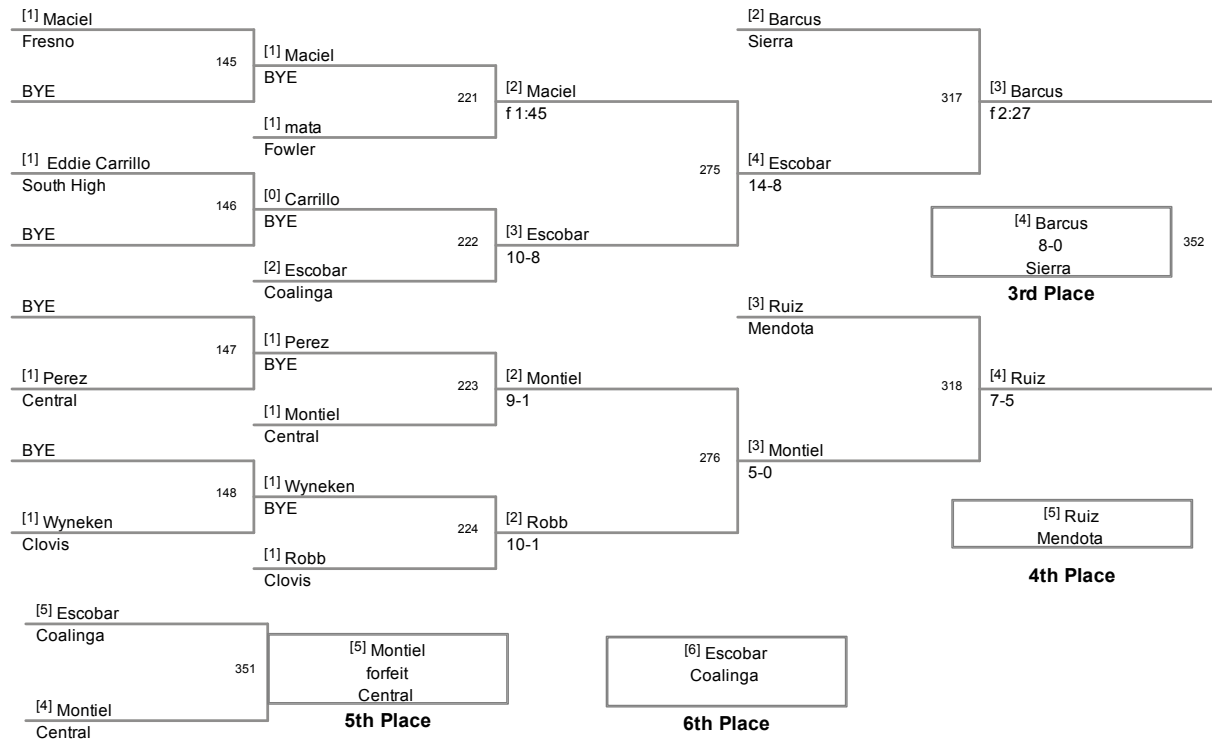 [1] Maciel
Fresno
145
BYE
[1] Maciel
BYE
221
[1] mata
Fowler
[1] Eddie Carrillo
South High
146
BYE
[0] Carrillo
BYE
222
[2] Escobar
Coalinga
BYE
147
[1] Perez
Central
[1] Perez
BYE
223
[1] Montiel
Central
BYE
148
[1] Wyneken
Clovis
[1] Wyneken
BYE
224
[1] Robb
Clovis
[2] Maciel
f 1:45
275
[3] Escobar
10-8
[2] Montiel
9-1
276
[2] Robb
10-1
[2] Barcus
Sierra
317
[4] Escobar
14-8
[3] Ruiz
Mendota
318
[3] Montiel
5-0
[3] Barcus
f 2:27
[4] Barcus
8-0
Sierra
352
3rd Place
[4] Ruiz
7-5
[5] Ruiz
Mendota
4th Place
[5] Escobar
Coalinga
351
[4] Montiel
Central
[5] Montiel
forfeit
Central
5th Place
[6] Escobar
Coalinga
6th Place